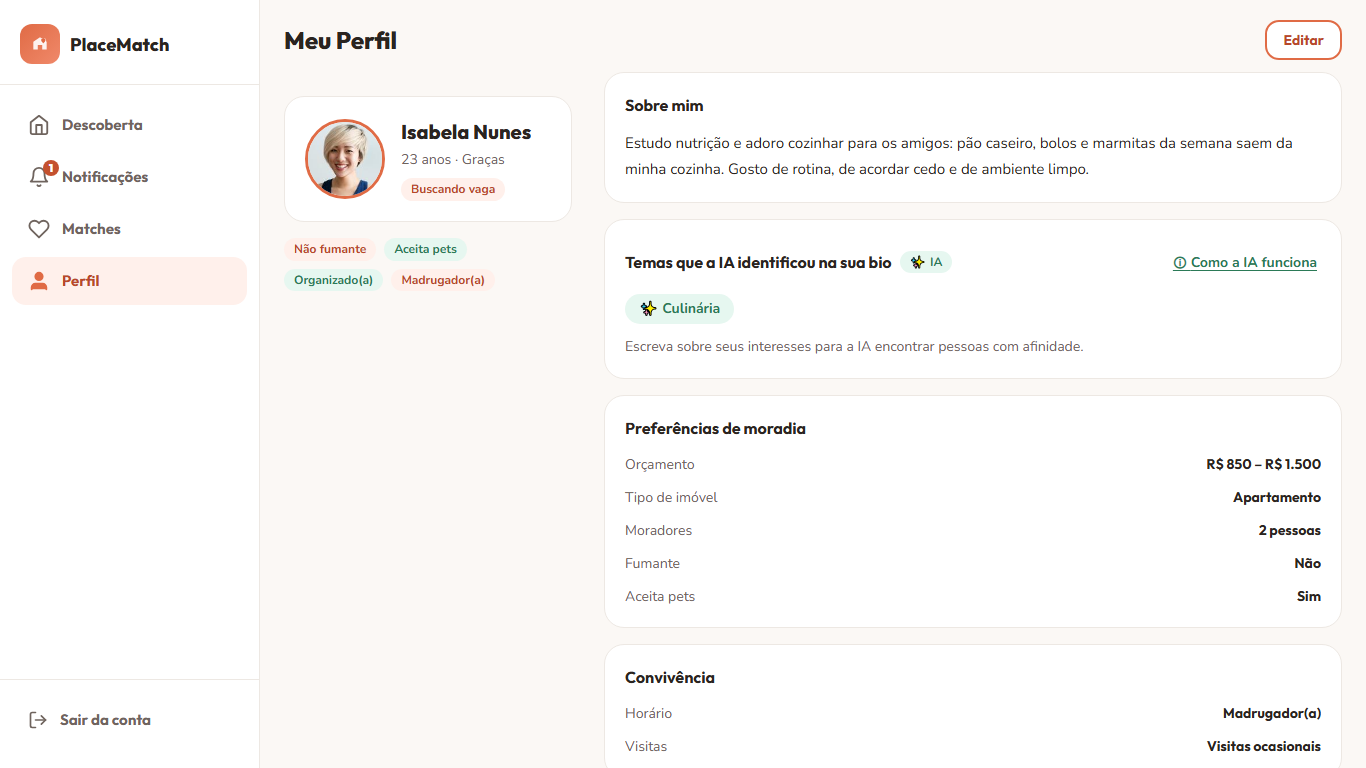 PlaceMatch
Descoberta
1
Notificações
Matches
Perfil
Sair da conta
Meu Perfil
Editar
Isabela Nunes
23 anos · Graças
Buscando vaga
Não fumante
Aceita pets
Organizado(a)
Madrugador(a)
Sobre mim
Estudo nutrição e adoro cozinhar para os amigos: pão caseiro, bolos e marmitas da semana saem da
minha cozinha. Gosto de rotina, de acordar cedo e de ambiente limpo.
Temas que a IA identificou na sua bio
IA
Como a IA funciona
Culinária
Escreva sobre seus interesses para a IA encontrar pessoas com afinidade.
Preferências de moradia
Orçamento R$ 850 – R$ 1.500
Tipo de imóvel Apartamento
Moradores 2 pessoas
Fumante Não
Aceita pets Sim
Convivência
Horário Madrugador(a)
Visitas Visitas ocasionais